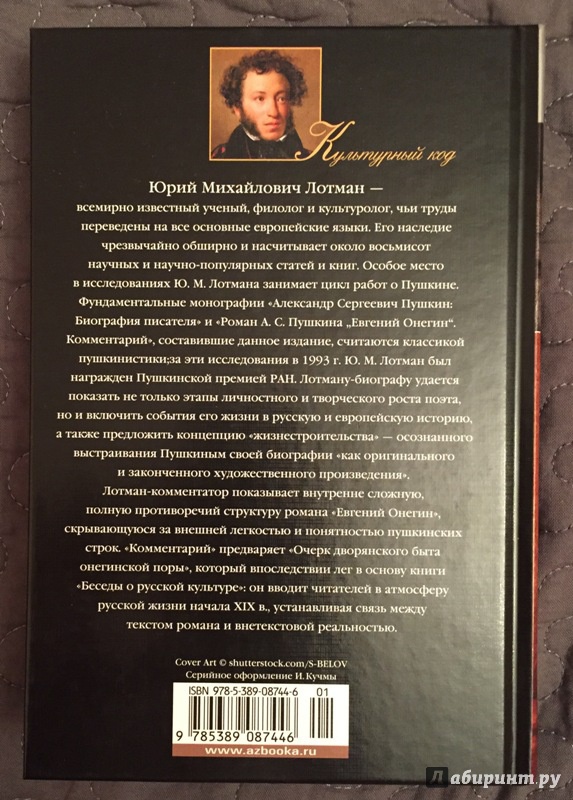 Культурный код
Юрий Михайлович Лотман —
всемирно известный ученый, филолог и культуролог, чьи труды
переведены на все основные европейские языки. Его наследие
чрезвычайно обширно и насчитывает около восьмисот
научных и научно-популярных статей и книг. Особое место
в исследованиях Ю. М. Лотмана занимает цикл работ о Пушкине.
Фундаментальные монографии «Александр Сергеевич Пушкин:
Биография писателя» и «Роман А. С. Пушкина „Евгений Онегин“.
Комментарий», составившие данное издание, считаются классикой
пушкинистики;за эти исследования в 1993 г. Ю. М. Лотман был
награжден Пушкинской премией РАН. Лотману-биографу удается
показать не только этапы личностного и творческого роста поэта,
но и включить события его жизни в русскую и европейскую историю,
а также предложить концепцию «жизнестроительства» — осознанного
выстраивания Пушкиным своей биографии «как оригинального
и законченного художественного произведения».
Лотман-комментатор показывает внутренне сложную,
полную противоречий структуру романа «Евгений Онегин»,
скрывающуюся за внешней легкостью и понятностью пушкинских
строк. «Комментарий» предваряет «Очерк дворянского быта
онегинской поры», который впоследствии лег в основу книги
«Беседы о русской культуре»: он вводит читателей в атмосферу
русской жизни начала XIX в., устанавливая связь между
текстом романа и внетекстовой реальностью.
Cover Art © shutterstock.com/S-BELOV
Серийное оформление И. Кучмы
ISBN 978-5-389-08744-6 01
9 785389 087446
www.azbooka.ru
Лабиринт.ру